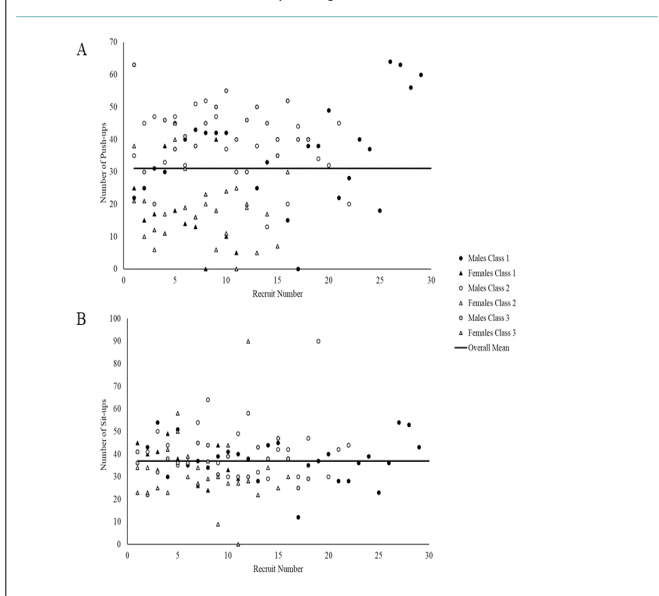 A
70
60
50
40
30
20
10
0
Number of Push-ups
5
10
15
20
25
30
Recruit Number
Males Class 1
Females Class 1
Males Class 2
Females Class 2
Males Class 3
Females Class 3
Overall Mean
B
100
90
80
70
60
50
40
30
20
10
0
Number of Sit-ups
0
5
10
15
20
25
30
Recruit Number